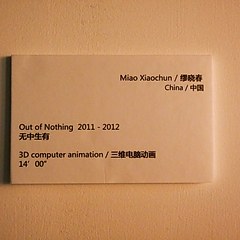 Miao Xiaochun / 缪晓春
China / 中国
Out of Nothing 2011 - 2012
无中生有
3D computer animation / 三维电脑动画
14' 00"